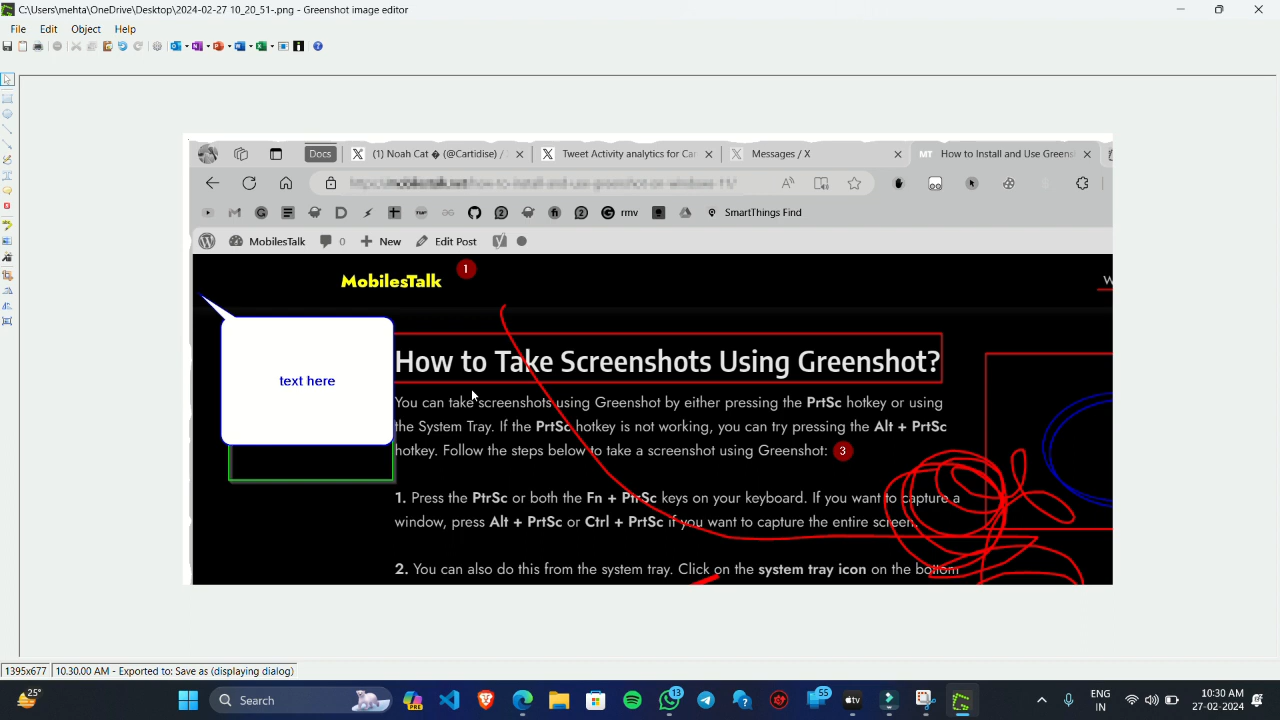 C:\Users\mehta\OneDrive\Desktop\2024-02-27 10_20_51-.png - Greenshot image editor
File Edit Object Help
Docs (1) Noah Cat � (@Cartidise) / Tweet Activity analytics for Car Messages / X MT How to Install and Use Greens
rmv SmartThings Find
MobilesTalk 0 New Edit Post
MobilesTalk 1
W
text here
How to Take Screenshots Using Greenshot?
You can take screenshots using Greenshot by either pressing the PrtSc hotkey or using
the System Tray. If the PrtSc hotkey is not working, you can try pressing the Alt + PrtSc
hotkey. Follow the steps below to take a screenshot using Greenshot: 3
1. Press the PtrSc or both the Fn + PtrSc keys on your keyboard. If you want to capture a
window, press Alt + PrtSc or Ctrl + PrtSc if you want to capture the entire screen.
2. You can also do this from the system tray. Click on the system tray icon on the bottom
1395x677 10.30.00 AM - Exported to: Save as (displaying dialog)
25° Search PRE 13 55 tv ENG IN 10:30 AM 27-02-2024